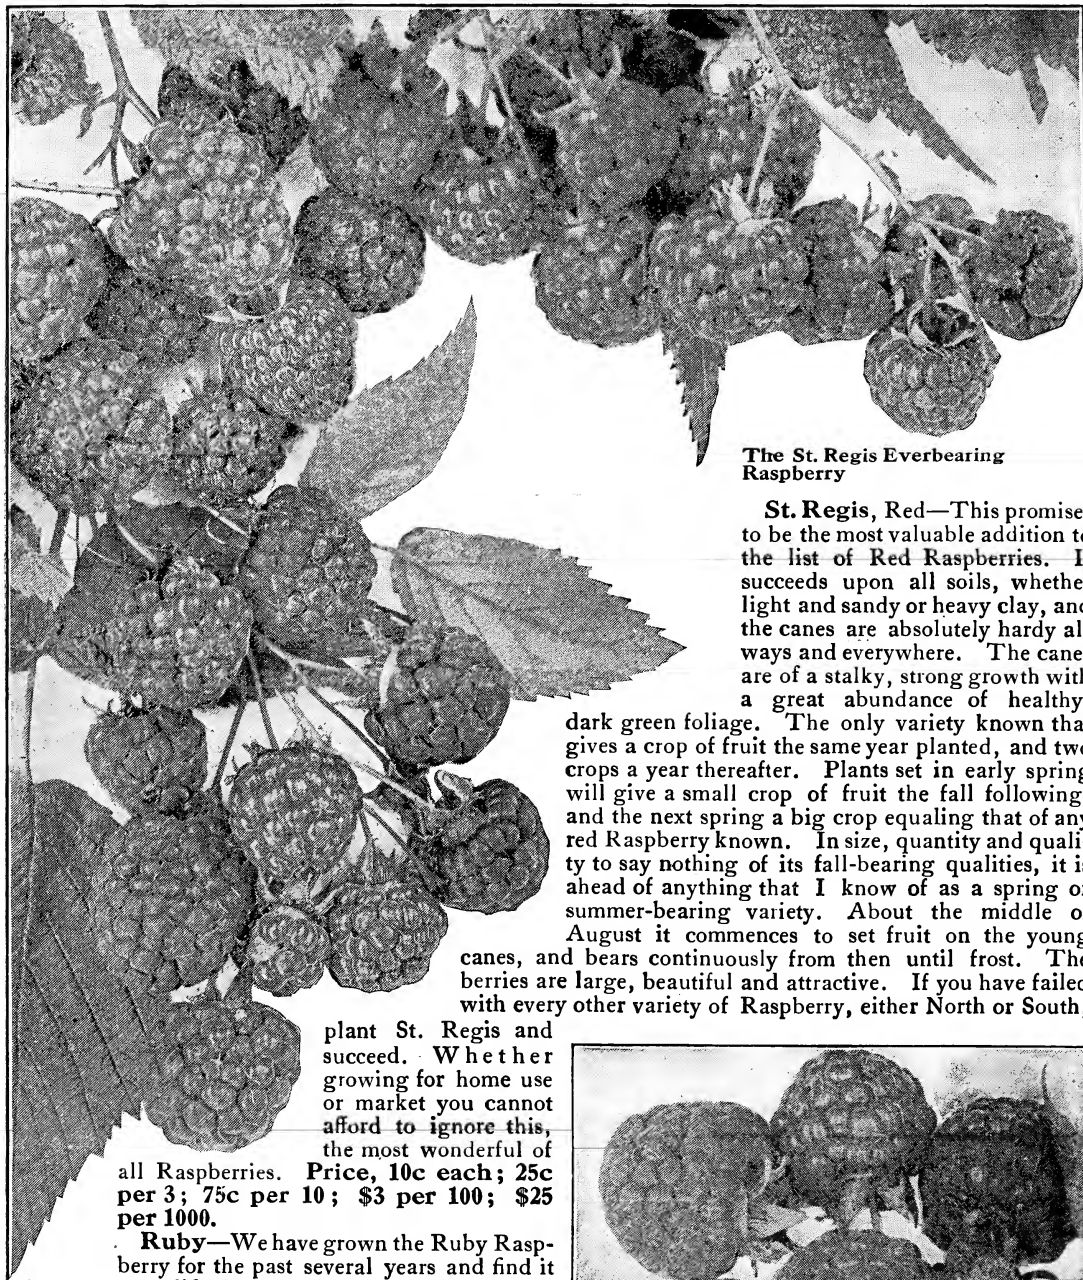 The St. Regis Everbearing
Raspberry
St. Regis, Red—This promise
to be the most valuable addition t
the list of Red Raspberries. I
succeeds upon all soils, whethe
light and sandy or heavy clay, and
the canes are absolutely hardy al
ways and everywhere. The cane
are of a stalky, strong growth with
a great abundance of healthy
dark green foliage. The only variety known tha
gives a crop of fruit the same year planted, and two
crops a year thereafter. Plants set in early spring
will give a small crop of fruit the fall following
and the next spring a big crop equaling that of any
red Raspberry known. In size, quantity and quali
ty to say nothing of its fall-bearing qualities, it i
ahead of anything that I know of as a spring o
summer-bearing variety. About the middle o
August it commences to set fruit on the young
canes, and bears continuously from then until frost. The
berries are large, beautiful and attractive. If you have failed
with every other variety of Raspberry, either North or South,
plant St. Regis and
succeed. Whether
growing for home use
or market you cannot
afford to ignore this,
the most wonderful of
all Raspberries. Price, 10c each; 25c
per 3; 75c per 10; $3 per 100; $25
per 1000.
Ruby—We have grown the Ruby Rasp-
berry for the past several years and find it